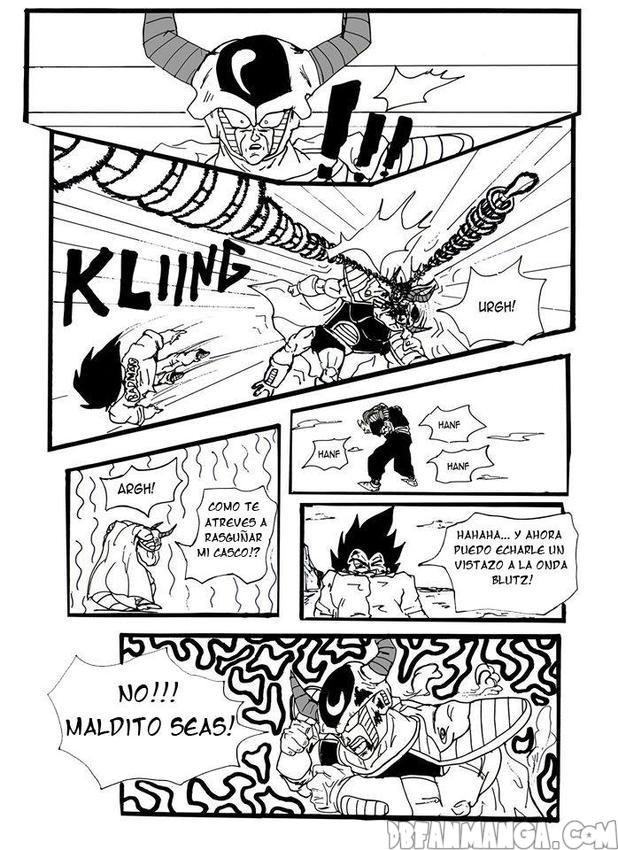 !!!
KLIING
URGH!
BADMAN
HANF
HANF
HANF
ARGH!
COMO TE
ATREVES A
RASGUÑAR
MI CASCO!?
HAHAHA... Y AHORA
PUEDO ECHARLE UN
VISTAZO A LA ONDA
BLUTZ!
NO!!!
MALDITO SEAS!
DBFANMANGA.COM